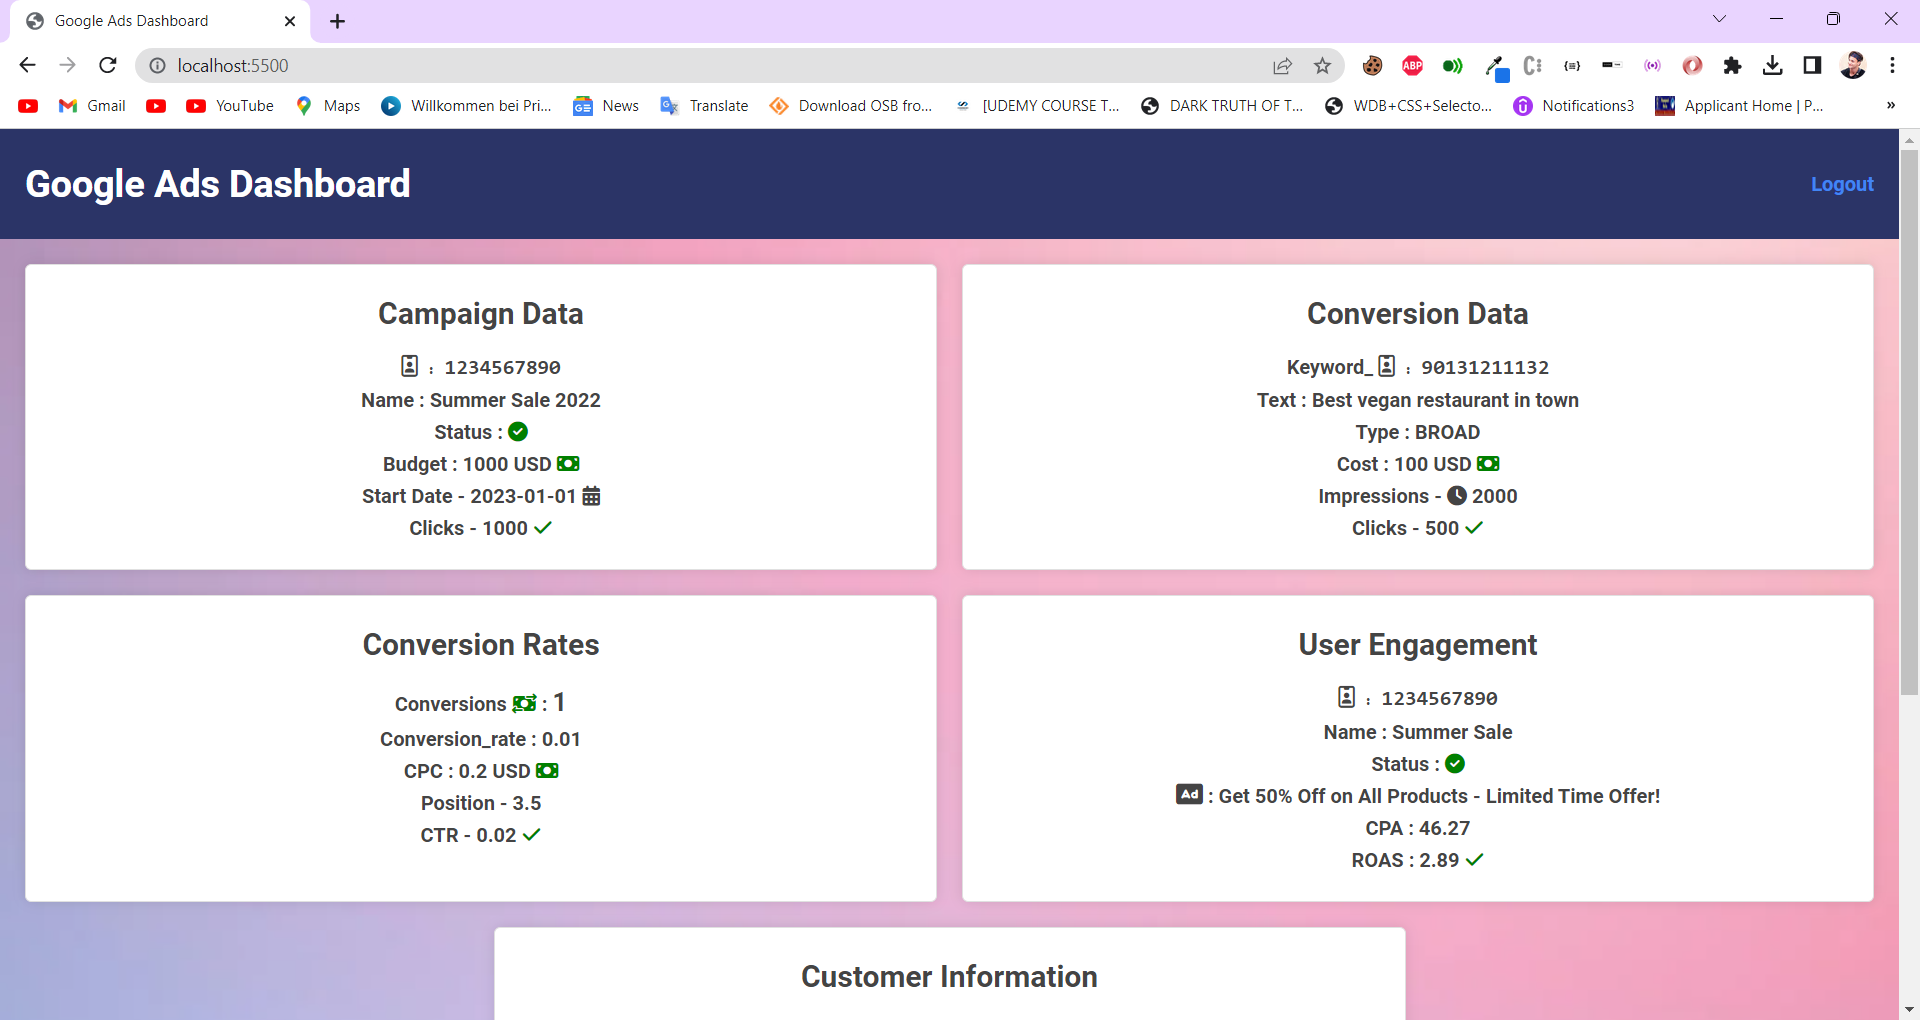 Google Ads Dashboard
localhost:5500
ABP
Gmail YouTube Maps Willkommen bei Pri... News Translate Download OSB fro... [UDEMY COURSE T... DARK TRUTH OF T... WDB+CSS+Selecto... Notifications3 Applicant Home | P... »
Google Ads Dashboard
Logout
Campaign Data
: 1234567890
Name : Summer Sale 2022
Status :
Budget : 1000 USD
Start Date - 2023-01-01
Clicks - 1000
Conversion Data
Keyword_ : 90131211132
Text : Best vegan restaurant in town
Type : BROAD
Cost : 100 USD
Impressions - 2000
Clicks - 500
Conversion Rates
Conversions : 1
Conversion_rate : 0.01
CPC : 0.2 USD
Position - 3.5
CTR - 0.02
User Engagement
: 1234567890
Name : Summer Sale
Status :
Ad : Get 50% Off on All Products - Limited Time Offer!
CPA : 46.27
ROAS : 2.89
Customer Information